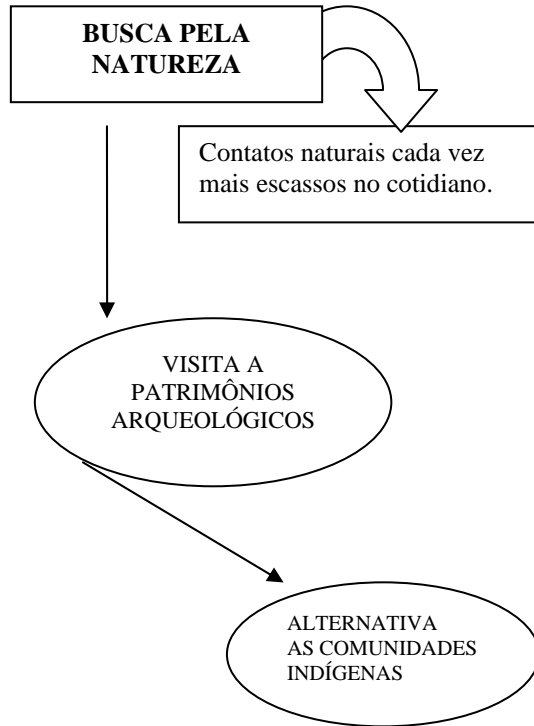 BUSCA PELA
NATUREZA
Contatos naturais cada vez
mais escassos no cotidiano.
VISITA A
PATRIMÔNIOS
ARQUEOLÓGICOS
ALTERNATIVA
AS COMUNIDADES
INDÍGENAS